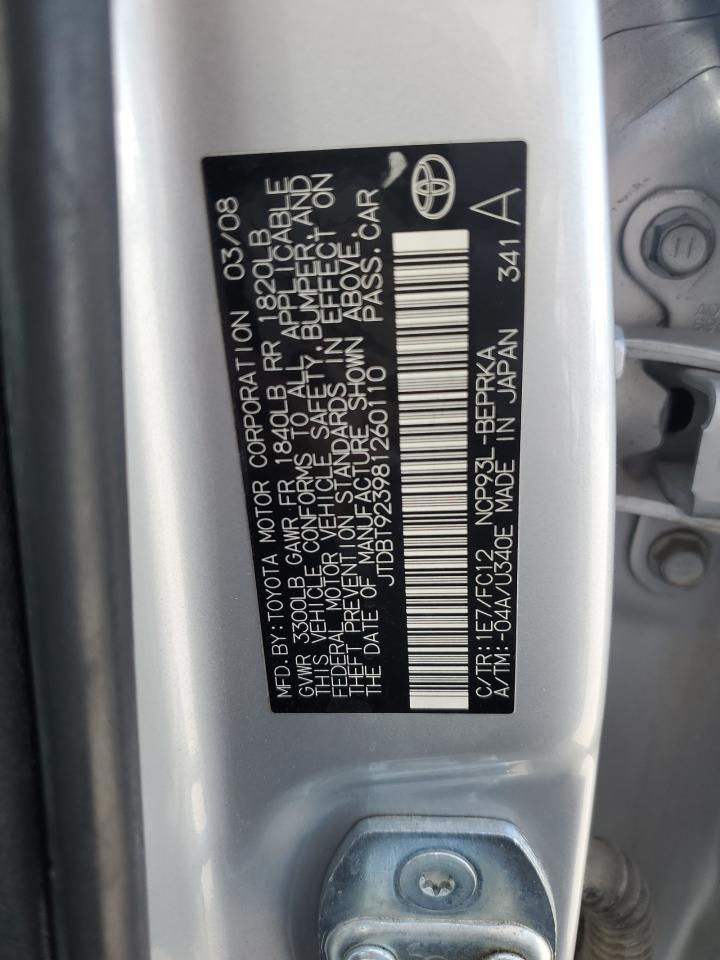 MFD.BY:TOYOTA MOTOR CORPORATION 03/08
GVWR 3300LB GAWR FR 1840LB RR 1820LB
THIS VEHICLE CONFORMS TO ALL APPLICABLE
FEDERAL MOTOR VEHICLE SAFETY, BUMPER, AND
THEFT PREVENTION STANDARDS IN EFFECT ON
THE DATE OF MANUFACTURE SHOWN ABOVE.
JTDBT923981260110 PASS.CAR
C/TR:1E7/FC12 NCP93L-BEPRKA
A/TM:-04A/U340E MADE IN JAPAN 341 A